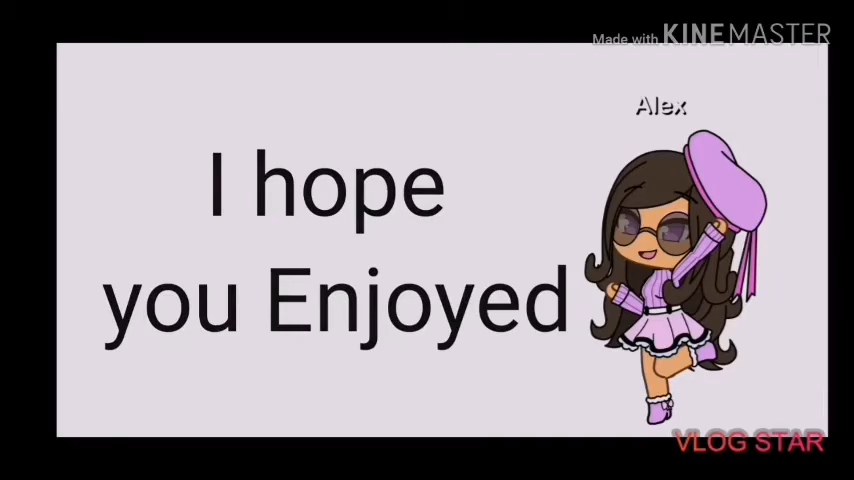 Made with KINEMASTER
Alex
I hope
you Enjoyed
VLOG STAR